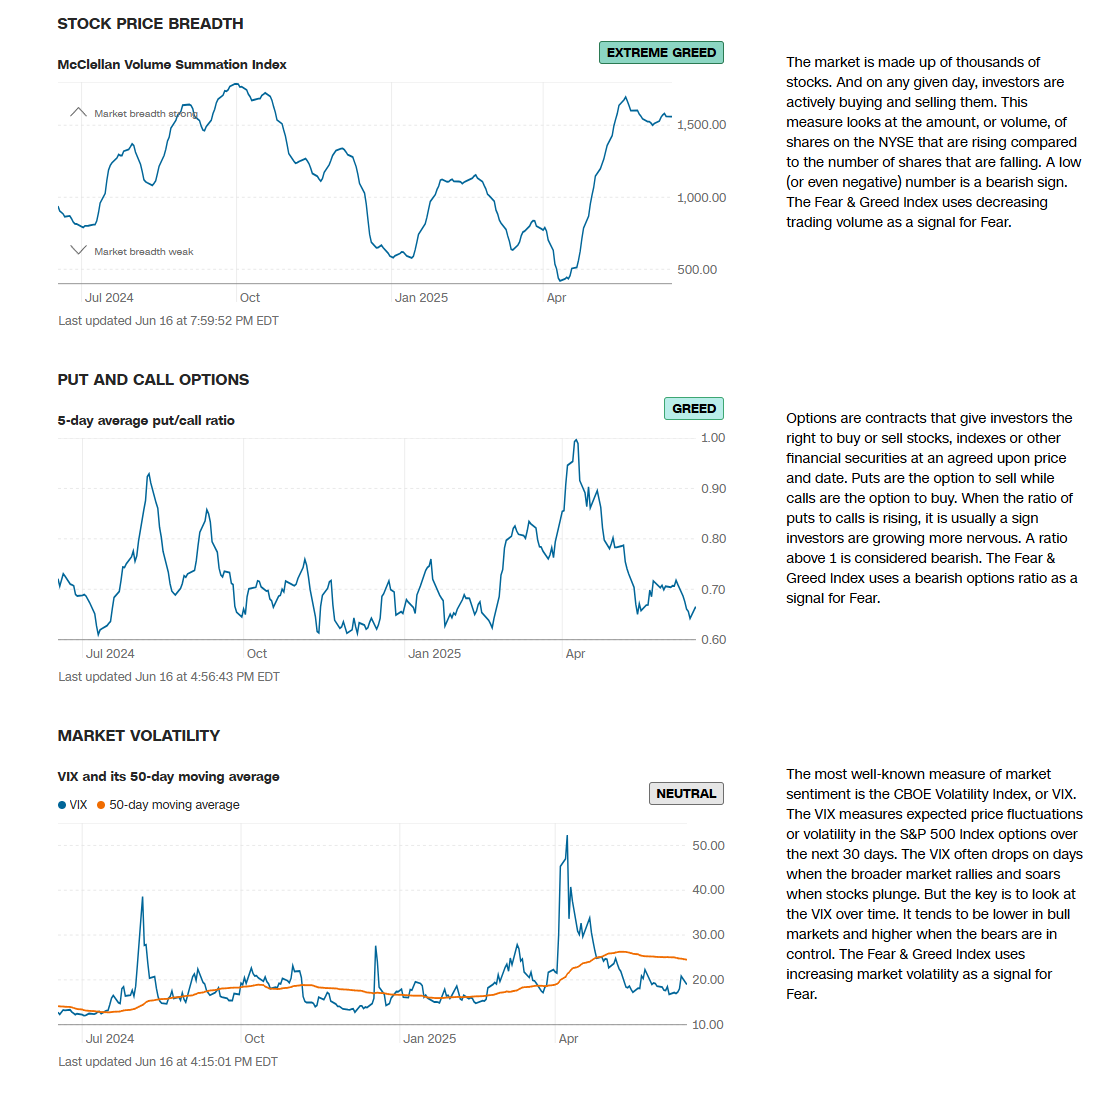 STOCK PRICE BREADTH
EXTREME GREED
McClellan Volume Summation Index
Market breadth strong
Market breadth weak
1,500.00
1,000.00
500.00
Jul 2024
Oct
Jan 2025
Apr
Last updated Jun 16 at 7:59:52 PM EDT
The market is made up of thousands of
stocks. And on any given day, investors are
actively buying and selling them. This
measure looks at the amount, or volume, of
shares on the NYSE that are rising compared
to the number of shares that are falling. A low
(or even negative) number is a bearish sign.
The Fear & Greed Index uses decreasing
trading volume as a signal for Fear.
PUT AND CALL OPTIONS
GREED
5-day average put/call ratio
1.00
0.90
0.80
0.70
0.60
Jul 2024
Oct
Jan 2025
Apr
Last updated Jun 16 at 4:56:43 PM EDT
Options are contracts that give investors the
right to buy or sell stocks, indexes or other
financial securities at an agreed upon price
and date. Puts are the option to sell while
calls are the option to buy. When the ratio of
puts to calls is rising, it is usually a sign
investors are growing more nervous. A ratio
above 1 is considered bearish. The Fear &
Greed Index uses a bearish options ratio as a
signal for Fear.
MARKET VOLATILITY
VIX and its 50-day moving average
NEUTRAL
VIX
50-day moving average
50.00
40.00
30.00
20.00
10.00
Jul 2024
Oct
Jan 2025
Apr
Last updated Jun 16 at 4:15:01 PM EDT
The most well-known measure of market
sentiment is the CBOE Volatility Index, or VIX.
The VIX measures expected price fluctuations
or volatility in the S&P 500 Index options over
the next 30 days. The VIX often drops on days
when the broader market rallies and soars
when stocks plunge. But the key is to look at
the VIX over time. It tends to be lower in bull
markets and higher when the bears are in
control. The Fear & Greed Index uses
increasing market volatility as a signal for
Fear.